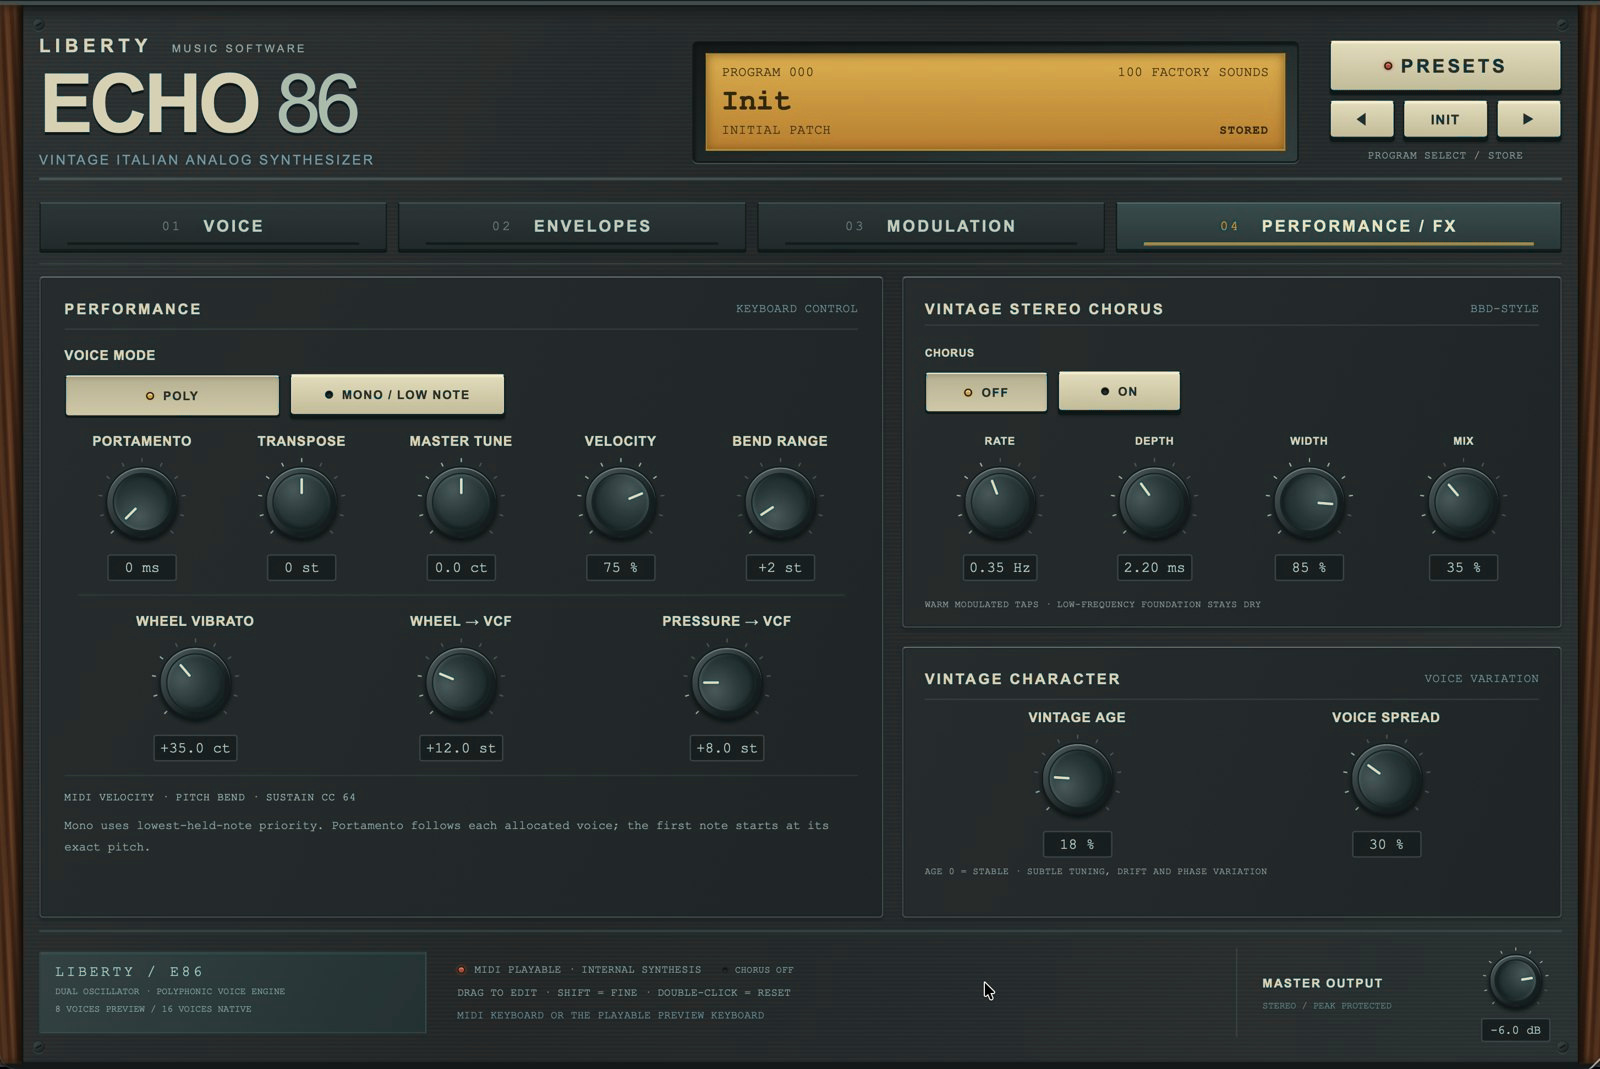 LIBERTY MUSIC SOFTWARE
ECHO 86
VINTAGE ITALIAN ANALOG SYNTHESIZER
PROGRAM 000 100 FACTORY SOUNDS
Init
INITIAL PATCH STORED
PRESETS
INIT
PROGRAM SELECT / STORE
01 VOICE
02 ENVELOPES
03 MODULATION
04 PERFORMANCE / FX
PERFORMANCE KEYBOARD CONTROL
VOICE MODE
POLY MONO / LOW NOTE
PORTAMENTO TRANSPOSE MASTER TUNE VELOCITY BEND RANGE
0 ms 0 st 0.0 ct 75 % +2 st
WHEEL VIBRATO WHEEL → VCF PRESSURE → VCF
+35.0 ct +12.0 st +8.0 st
MIDI VELOCITY · PITCH BEND · SUSTAIN CC 64
Mono uses lowest-held-note priority. Portamento follows each allocated voice; the first note starts at its
exact pitch.
VINTAGE STEREO CHORUS BBD-STYLE
CHORUS
OFF ON
RATE DEPTH WIDTH MIX
0.35 Hz 2.20 ms 85 % 35 %
WARM MODULATED TAPS · LOW-FREQUENCY FOUNDATION STAYS DRY
VINTAGE CHARACTER VOICE VARIATION
VINTAGE AGE VOICE SPREAD
18 % 30 %
AGE 0 = STABLE · SUBTLE TUNING, DRIFT AND PHASE VARIATION
LIBERTY / E86
DUAL OSCILLATOR · POLYPHONIC VOICE ENGINE
8 VOICES PREVIEW / 16 VOICES NATIVE
MIDI PLAYABLE · INTERNAL SYNTHESIS CHORUS OFF
DRAG TO EDIT · SHIFT = FINE · DOUBLE-CLICK = RESET
MIDI KEYBOARD OR THE PLAYABLE PREVIEW KEYBOARD
MASTER OUTPUT
STEREO / PEAK PROTECTED
-6.0 dB